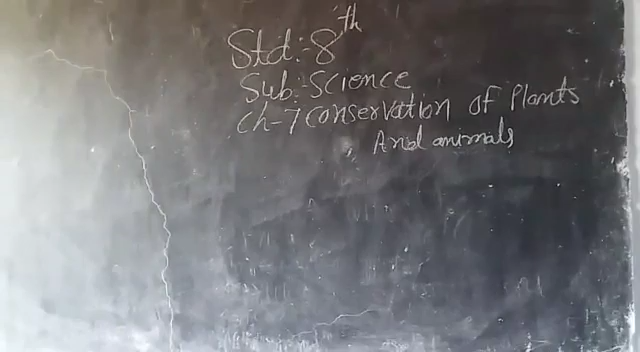 Std:-8th
Sub:-Science
Ch-7 Conservation of Plants
And animals